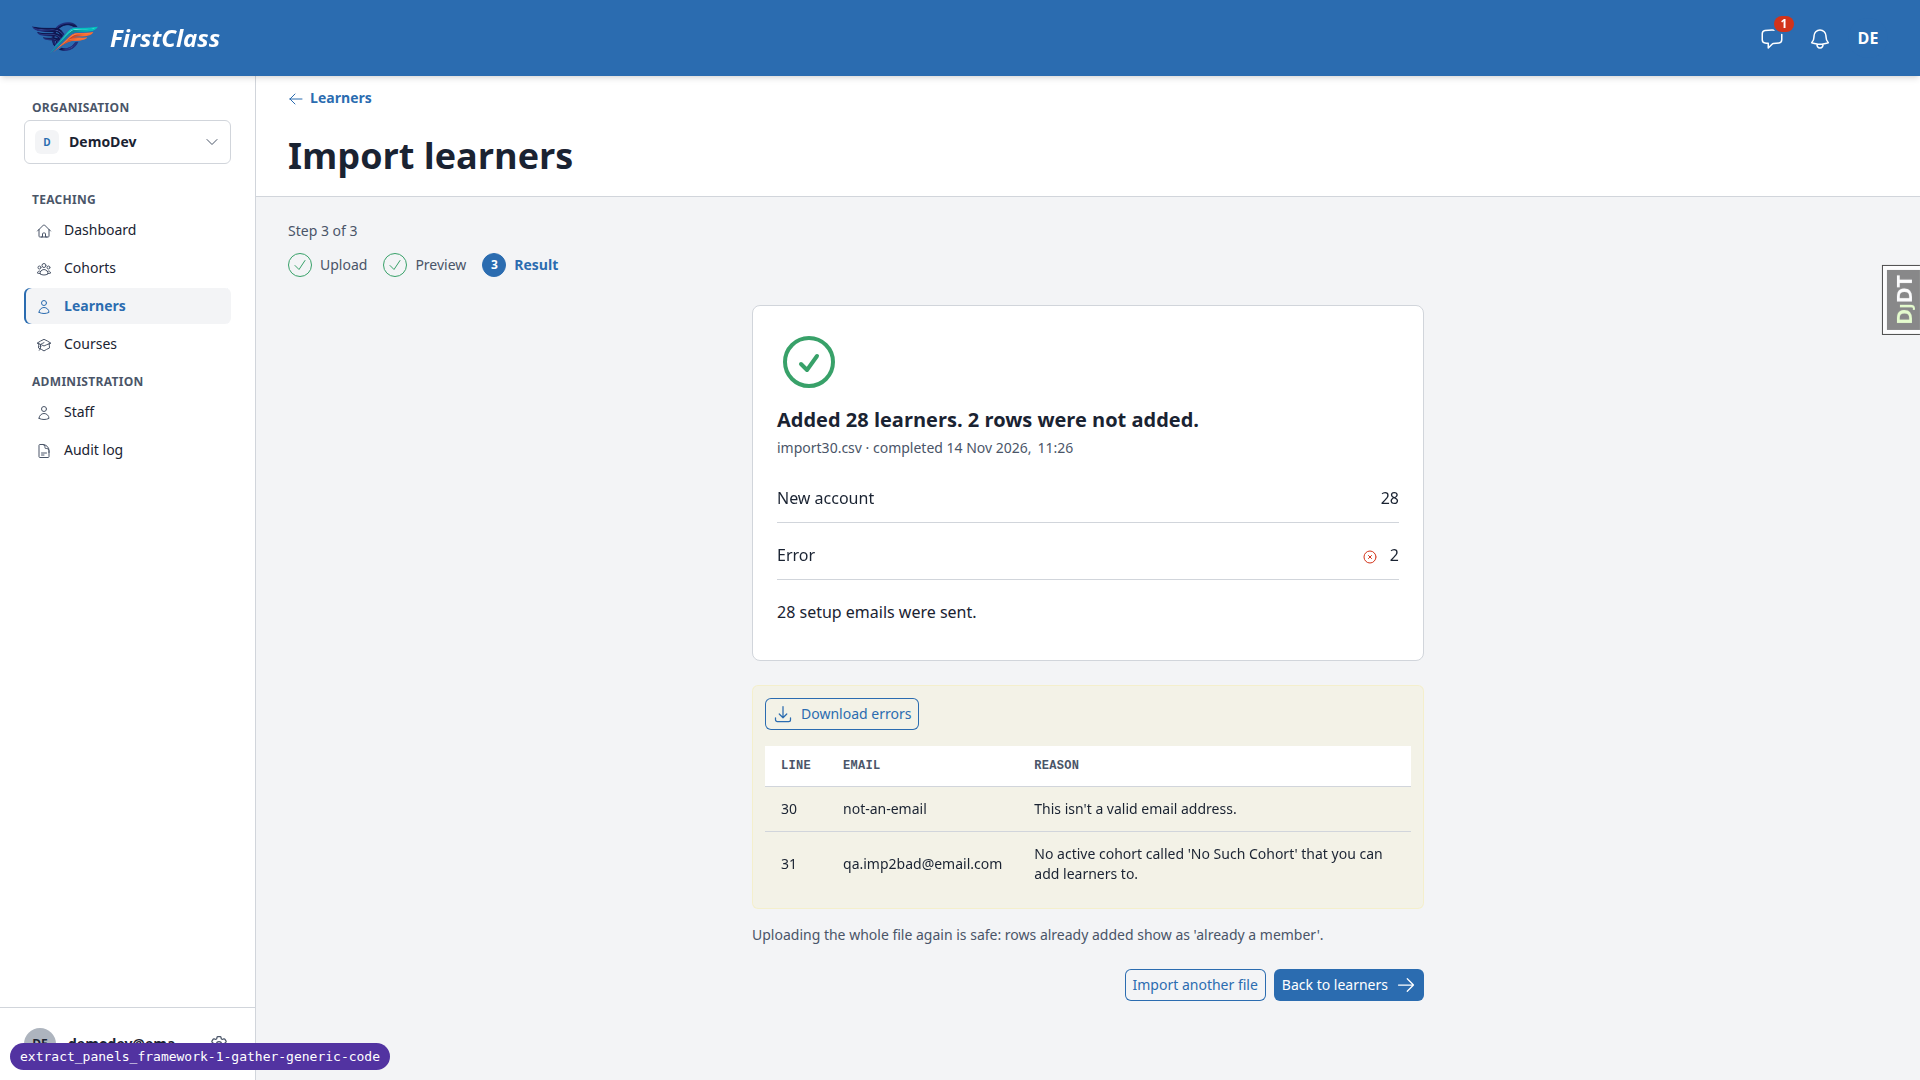 FirstClass
1
DE
ORGANISATION
D DemoDev
TEACHING
Dashboard
Cohorts
Learners
Courses
ADMINISTRATION
Staff
Audit log
Learners
Import learners
Step 3 of 3
Upload Preview 3 Result
Added 28 learners. 2 rows were not added.
import30.csv · completed 14 Nov 2026, 11:26
New account 28
Error 2
28 setup emails were sent.
Download errors
LINE EMAIL REASON
30 not-an-email This isn't a valid email address.
31 qa.imp2bad@email.com No active cohort called 'No Such Cohort' that you can
add learners to.
Uploading the whole file again is safe: rows already added show as 'already a member'.
Import another file Back to learners
DJDT
extract_panels_framework-1-gather-generic-code